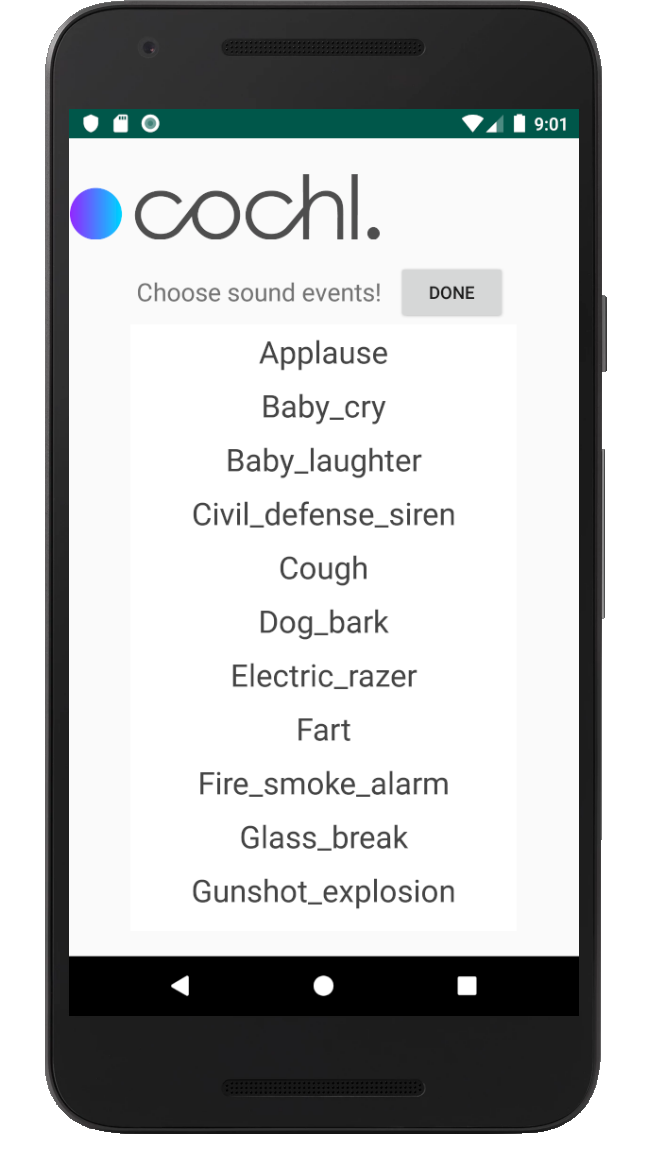 9:01
cochl.
Choose sound events! DONE
Applause
Baby_cry
Baby_laughter
Civil_defense_siren
Cough
Dog_bark
Electric_razer
Fart
Fire_smoke_alarm
Glass_break
Gunshot_explosion